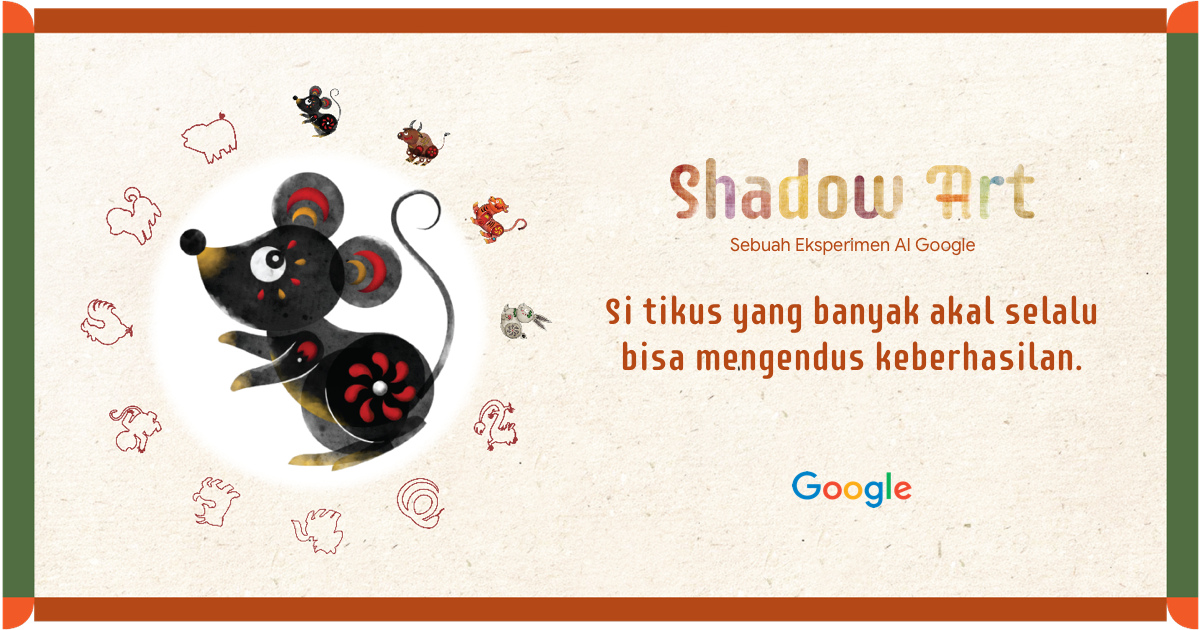 Shadow Art
Sebuah Eksperimen AI Google
Si tikus yang banyak akal selalu
bisa mengendus keberhasilan.
Google